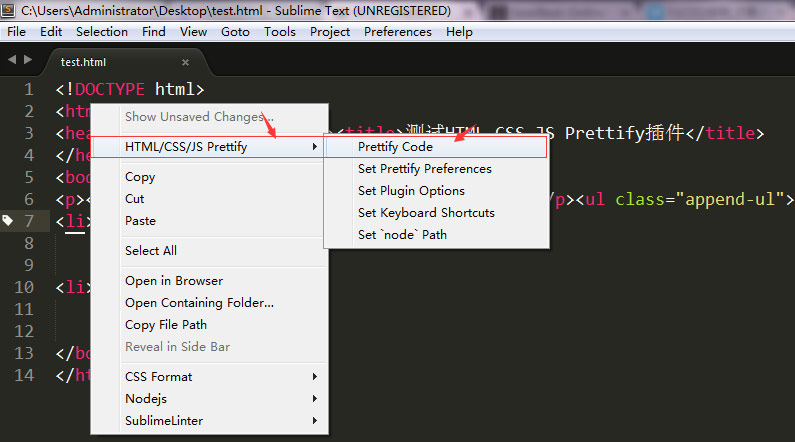 C:\Users\Administrator\Desktop\test.html - Sublime Text (UNREGISTERED)
File Edit Selection Find View Goto Tools Project Preferences Help
test.html
1 <!DOCTYPE html>
2 <htm
3 <hea <title>测试HTML CSS JS Prettify插件</title>
4 </he
5 <bod
6 <p>< /p><ul class="append-ul">
7 <li>
8
9
10 <li>
11
12
13 </bo
14 </ht
Show Unsaved Changes...
HTML/CSS/JS Prettify
Copy
Cut
Paste
Select All
Open in Browser
Open Containing Folder...
Copy File Path
Reveal in Side Bar
CSS Format
Nodejs
SublimeLinter
Prettify Code
Set Prettify Preferences
Set Plugin Options
Set Keyboard Shortcuts
Set `node` Path